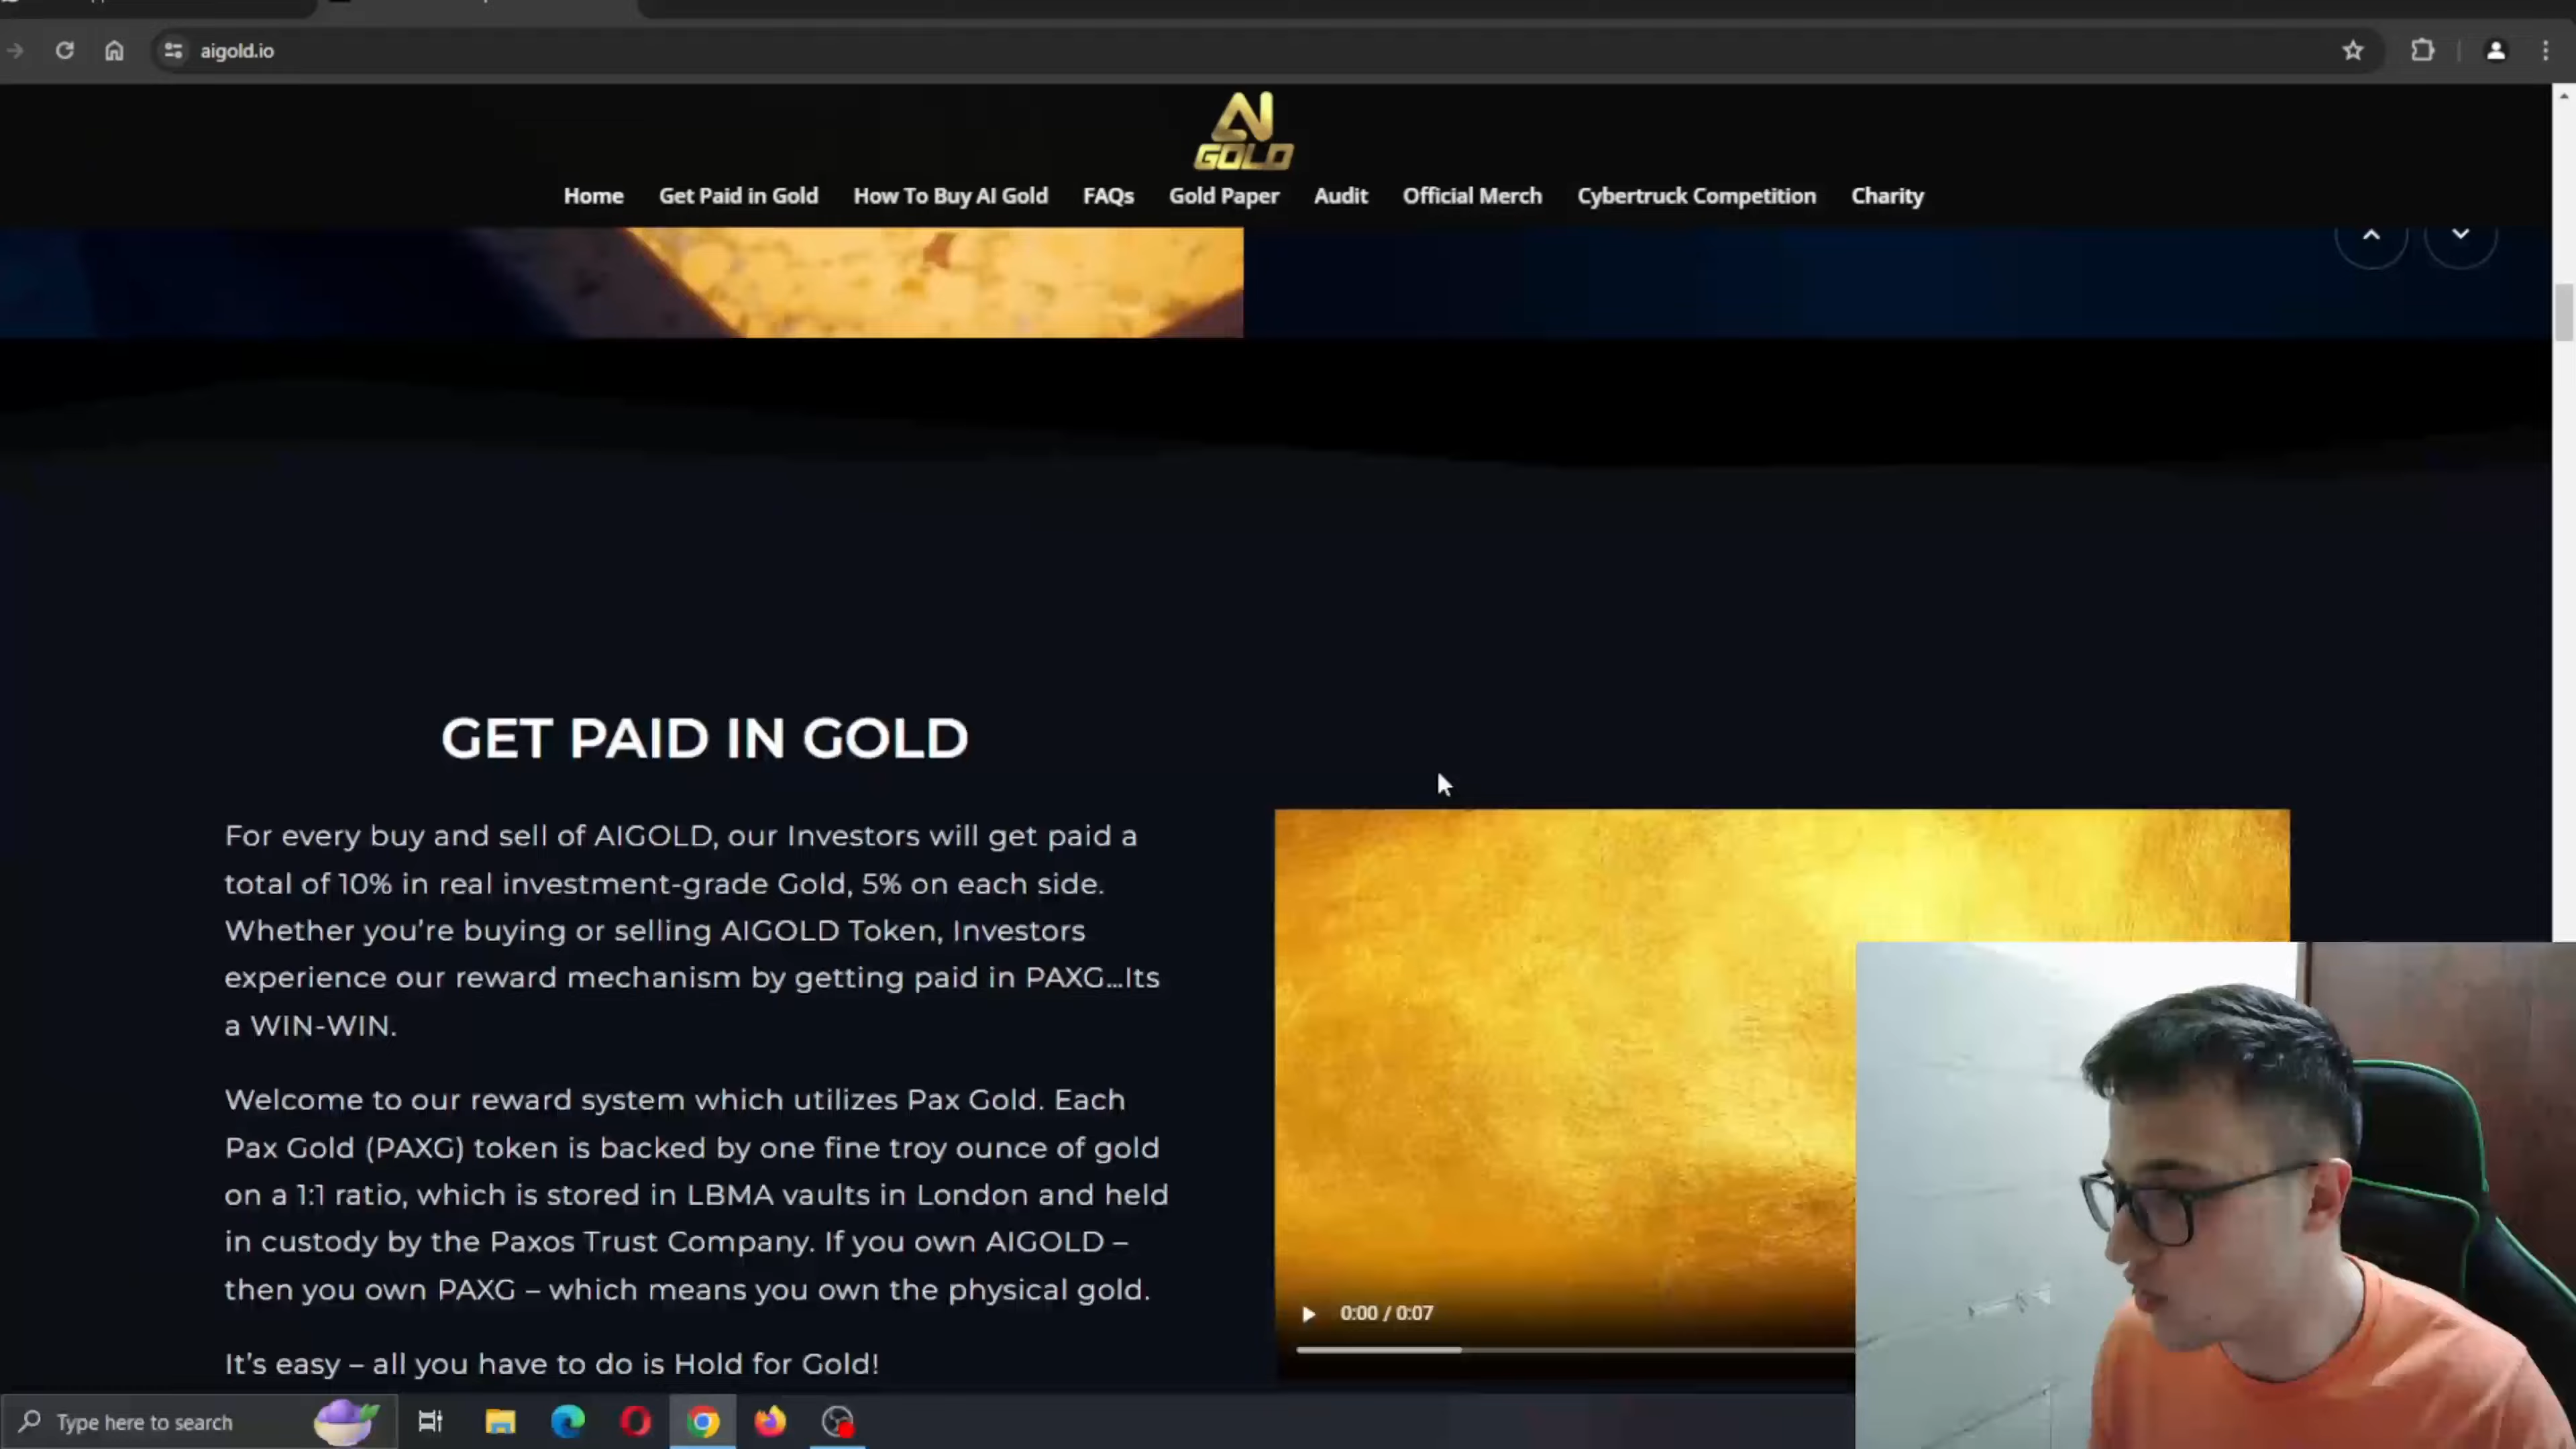 aigold.io
AI
GOLD
Home Get Paid in Gold How To Buy AI Gold FAQs Gold Paper Audit Official Merch Cybertruck Competition Charity
GET PAID IN GOLD
For every buy and sell of AIGOLD, our Investors will get paid a
total of 10% in real investment-grade Gold, 5% on each side.
Whether you're buying or selling AIGOLD Token, Investors
experience our reward mechanism by getting paid in PAXG...Its
a WIN-WIN.
Welcome to our reward system which utilizes Pax Gold. Each
Pax Gold (PAXG) token is backed by one fine troy ounce of gold
on a 1:1 ratio, which is stored in LBMA vaults in London and held
in custody by the Paxos Trust Company. If you own AIGOLD –
then you own PAXG – which means you own the physical gold.
It's easy – all you have to do is Hold for Gold!
0:00 / 0:07
Type here to search